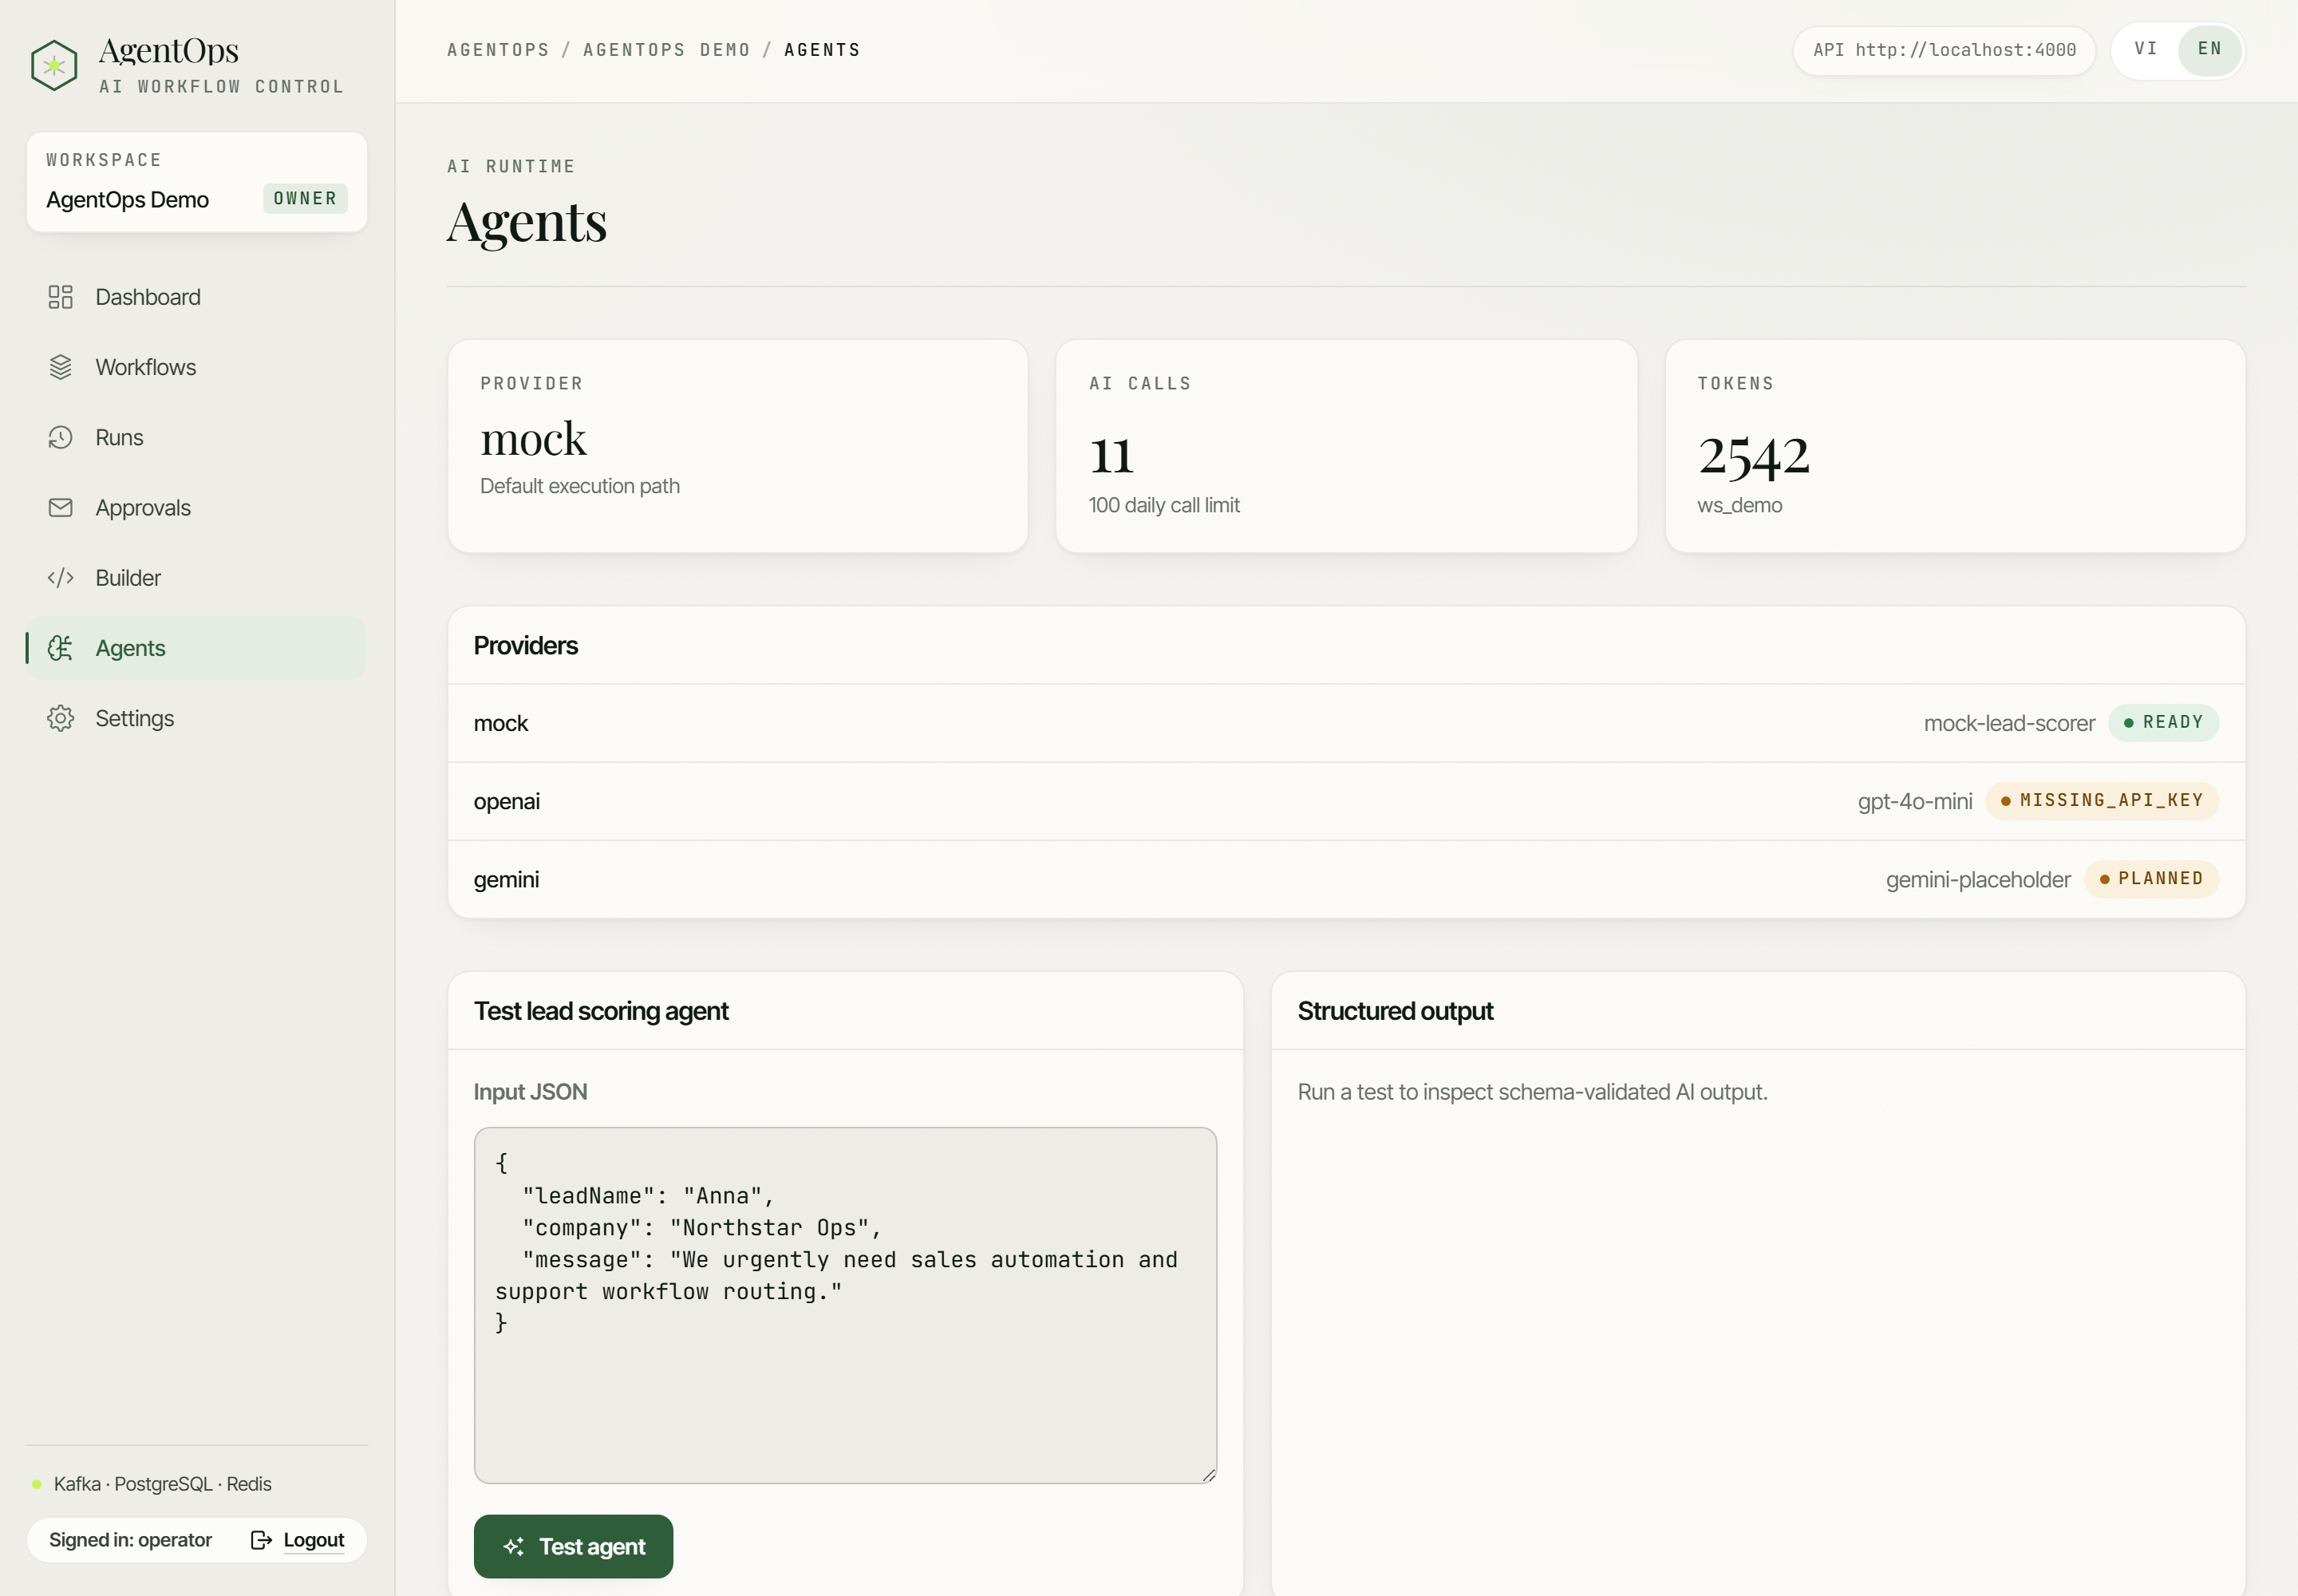 AgentOps
AI WORKFLOW CONTROL
WORKSPACE
AgentOps Demo
OWNER
Dashboard
Workflows
Runs
Approvals
Builder
Agents
Settings
Kafka · PostgreSQL · Redis
Signed in: operator
Logout
AGENTOPS / AGENTOPS DEMO / AGENTS
API http://localhost:4000
VI
EN
AI RUNTIME
Agents
PROVIDER
mock
Default execution path
AI CALLS
11
100 daily call limit
TOKENS
2542
ws_demo
Providers
mock
mock-lead-scorer
READY
openai
gpt-4o-mini
MISSING_API_KEY
gemini
gemini-placeholder
PLANNED
Test lead scoring agent
Input JSON
{
  "leadName": "Anna",
  "company": "Northstar Ops",
  "message": "We urgently need sales automation and
support workflow routing."
}
Test agent
Structured output
Run a test to inspect schema-validated AI output.